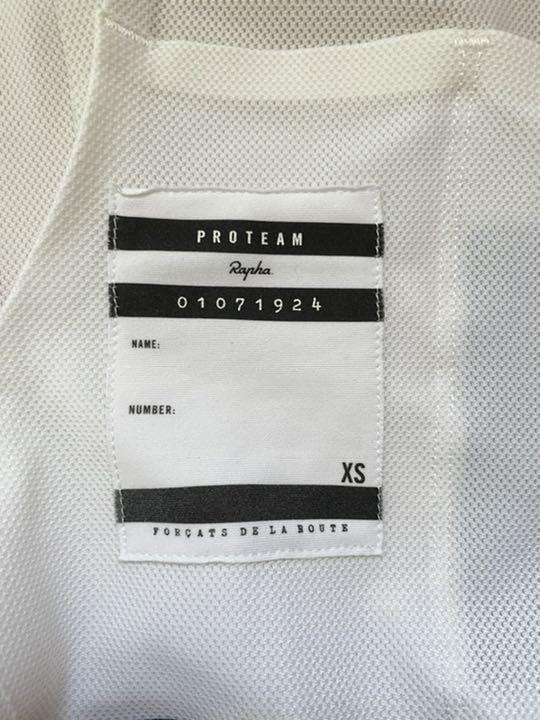 PROTEAM
Rapha
01071924
NAME:
NUMBER:
XS
FORÇATS DE LA ROUTE